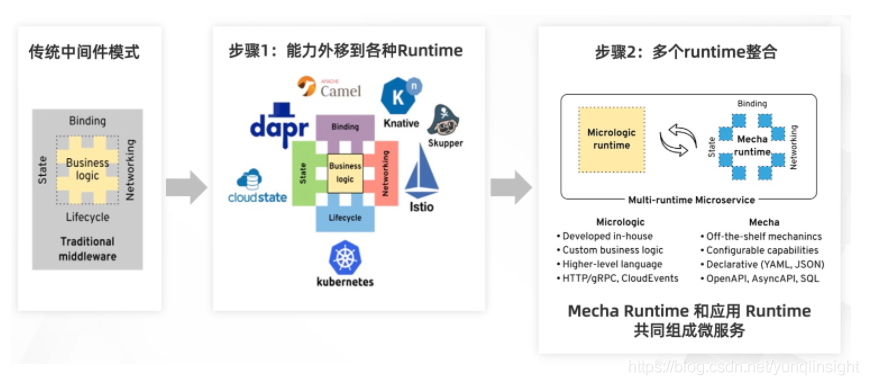 传统中间件模式
Binding
State
Business
logic
Networking
Lifecycle
Traditional
middleware
步骤1：能力外移到各种Runtime
APACHE
Camel
dapr
K
n
Knative
Skupper
Binding
State
Business
logic
Networking
Lifecycle
cloudstate
Istio
kubernetes
步骤2：多个runtime整合
Micrologic
runtime
Binding
State
Mecha
runtime
Networking
Multi-runtime Microservice
Micrologic
• Developed in-house
• Custom business logic
• Higher-level language
• HTTP/gRPC, CloudEvents
Mecha
• Off-the-shelf mechanincs
• Configurable capabilities
• Declarative (YAML, JSON)
• OpenAPI, AsyncAPI, SQL
Mecha Runtime 和应用 Runtime
共同组成微服务
https://blog.csdn.net/yunqiinsight